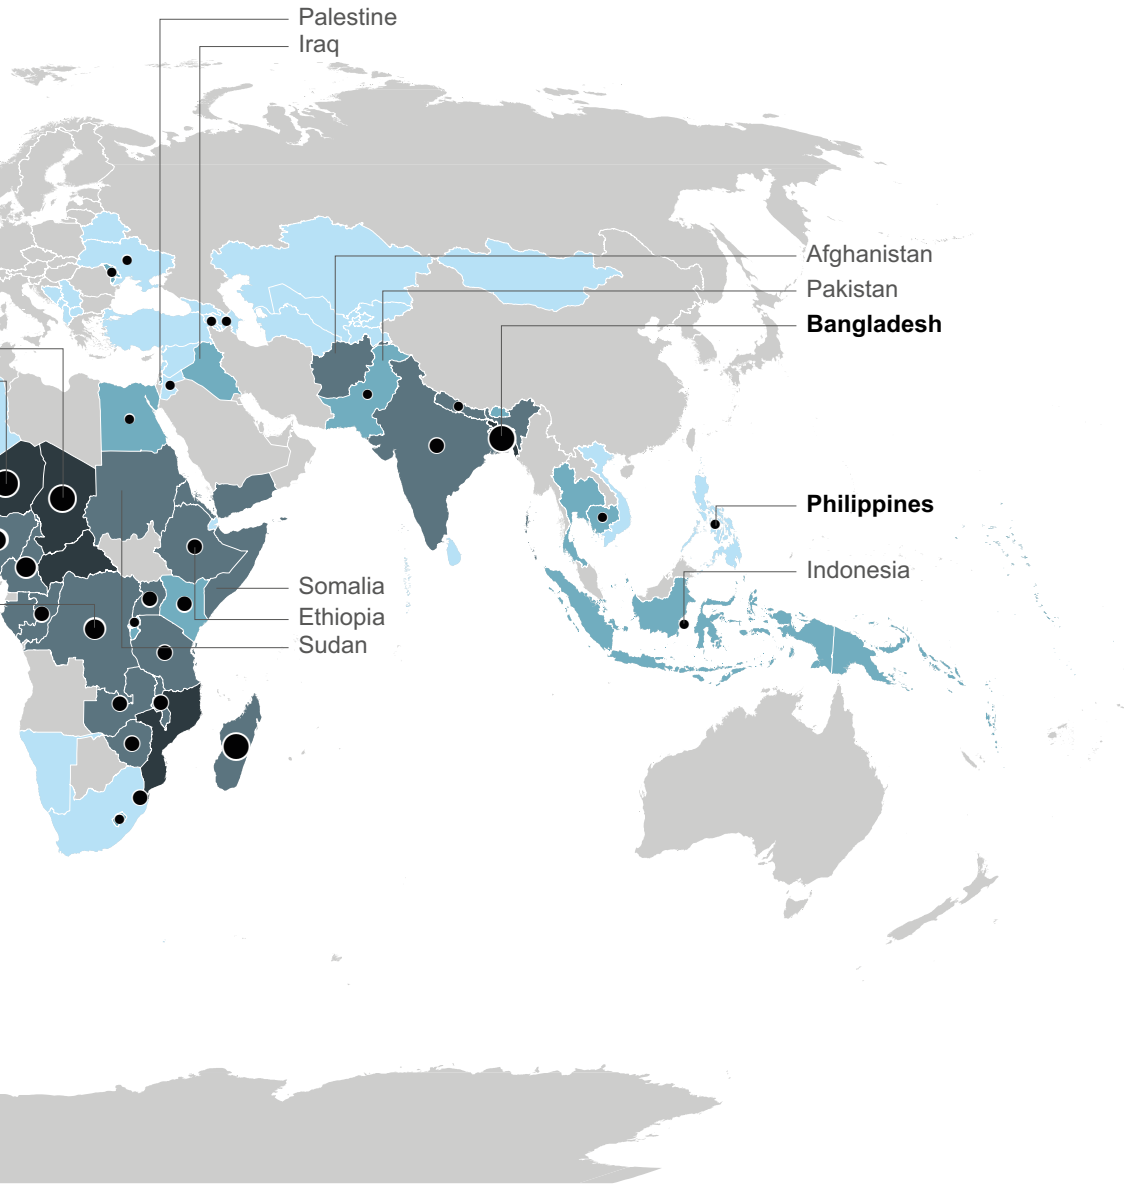 Palestine
Iraq
Afghanistan
Pakistan
Bangladesh
Philippines
Indonesia
Somalia
Ethiopia
Sudan